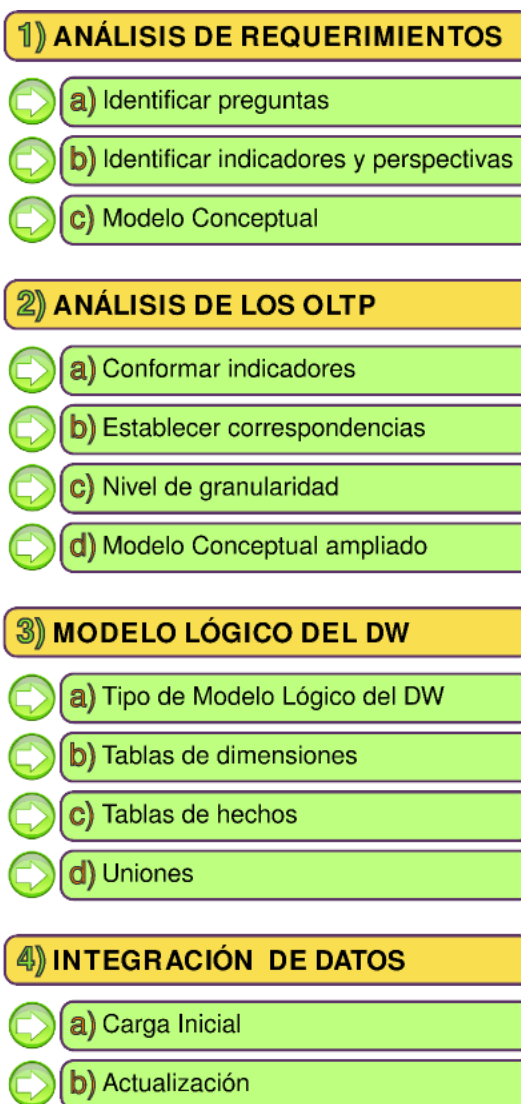 1) ANÁLISIS DE REQUERIMIENTOS
a) Identificar preguntas
b) Identificar indicadores y perspectivas
c) Modelo Conceptual
2) ANÁLISIS DE LOS OLTP
a) Conformar indicadores
b) Establecer correspondencias
c) Nivel de granularidad
d) Modelo Conceptual ampliado
3) MODELO LÓGICO DEL DW
a) Tipo de Modelo Lógico del DW
b) Tablas de dimensiones
c) Tablas de hechos
d) Uniones
4) INTEGRACIÓN DE DATOS
a) Carga Inicial
b) Actualización